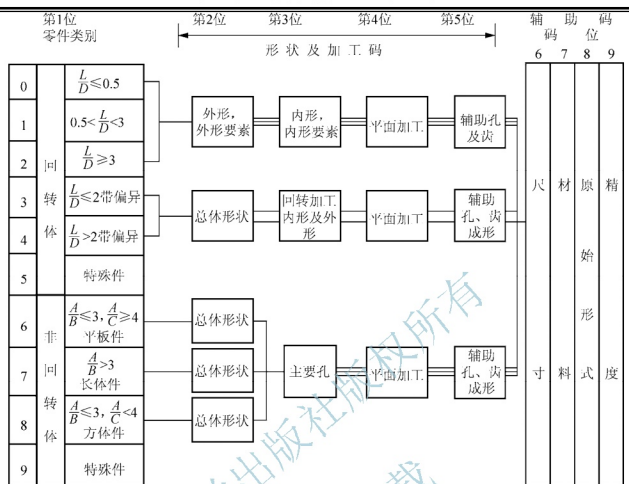 第1位
零件类别
第2位
第3位
第4位
第5位
形状及加工码
辅助码
码位
6 7 8 9
0
L/D≤0.5
1
0.5<L/D<3
2
L/D≥3
3
L/D≤2带偏异
4
L/D>2带偏异
5
特殊件
回转体
6
A/B≤3, A/C≥4
平板件
7
A/B>3
长体件
8
A/B≤3, A/C<4
方体件
9
特殊件
非回转体
外形,
外形要素
内形,
内形要素
平面加工
辅助孔
及齿
总体形状
回转加工
内形及外
形
平面加工
辅助
孔、齿
成形
总体形状
总体形状
总体形状
主要孔
平面加工
辅助
孔、齿
成形
尺寸
材料
原始形式
精度
出版社版权所有
载